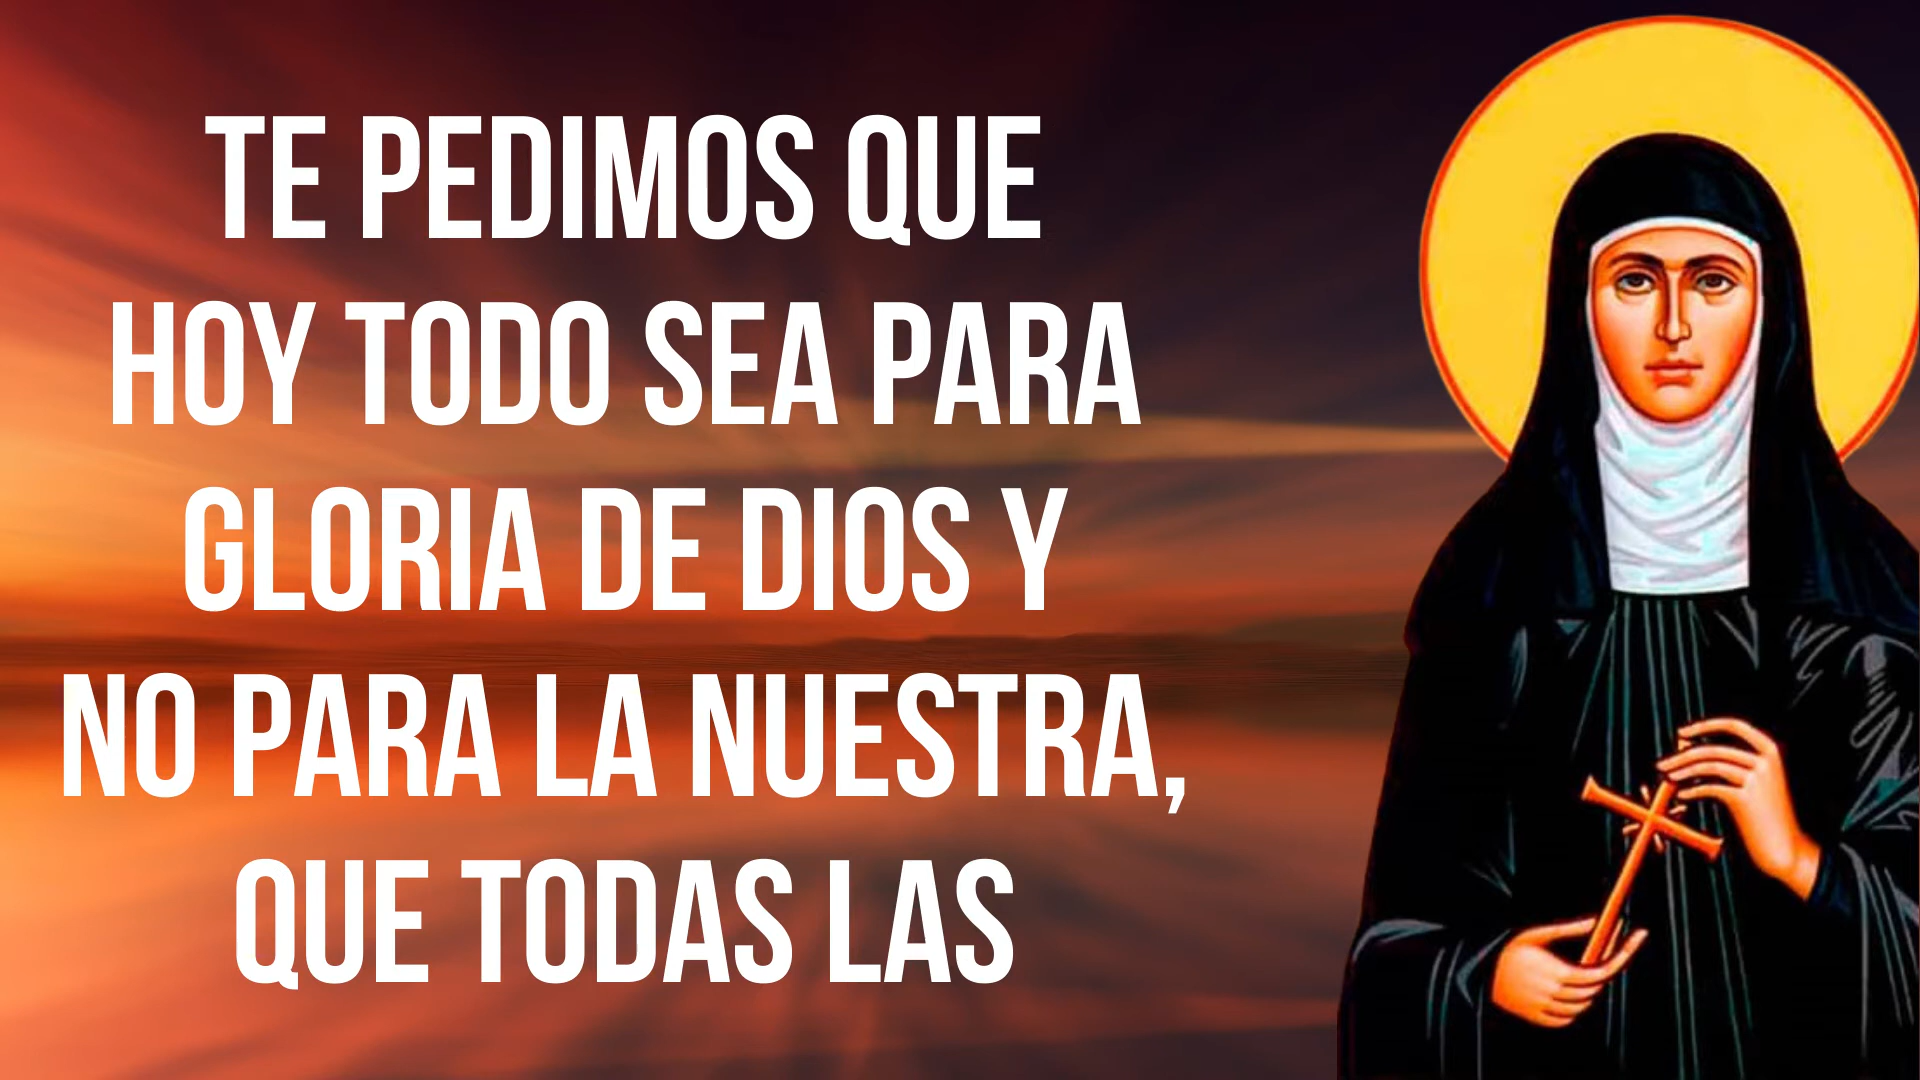 TE PEDIMOS QUE
HOY TODO SEA PARA
GLORIA DE DIOS Y
NO PARA LA NUESTRA,
QUE TODAS LAS